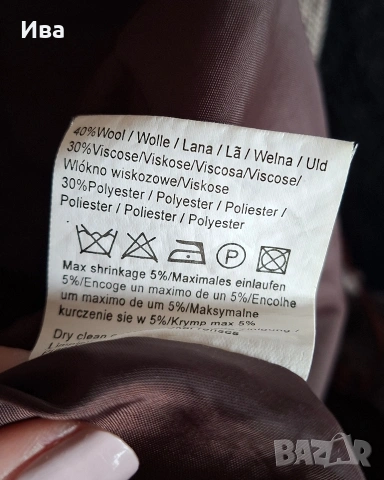 Ива
40%Wool / Wolle / Lana / Lã / Wełna / Uld
30%Viscose/Viskose/Viscosa/Viscose/
Wlókno wiskozowe/Viskose
30%Polyester / Polyester / Poliester /
Poliester / Poliester / Polyester
P
Max shrinkage 5%/Maximales einlaufen
5%/Encoge un maximo de un 5%/Encolhe
um maximo de um 5%/Maksymalne
kurczenie się w 5%/Krymp max 5%
Dry clean
BAZAR